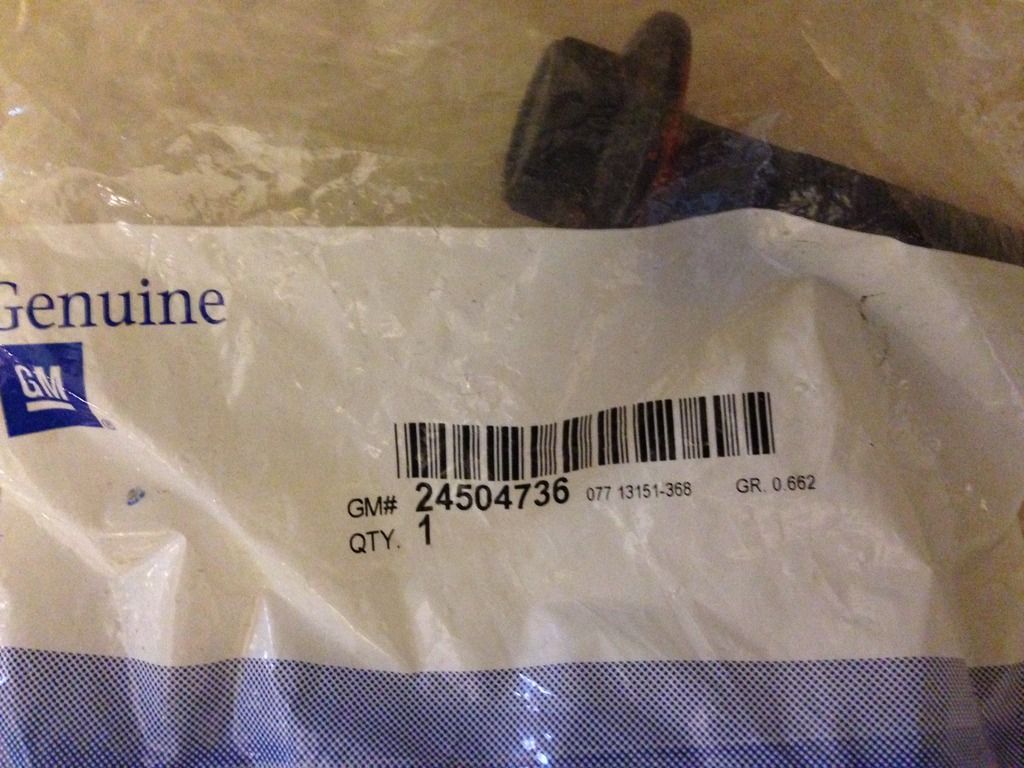 Genuine
GM
GM# 24504736 077 13151-368 GR. 0.662
QTY. 1